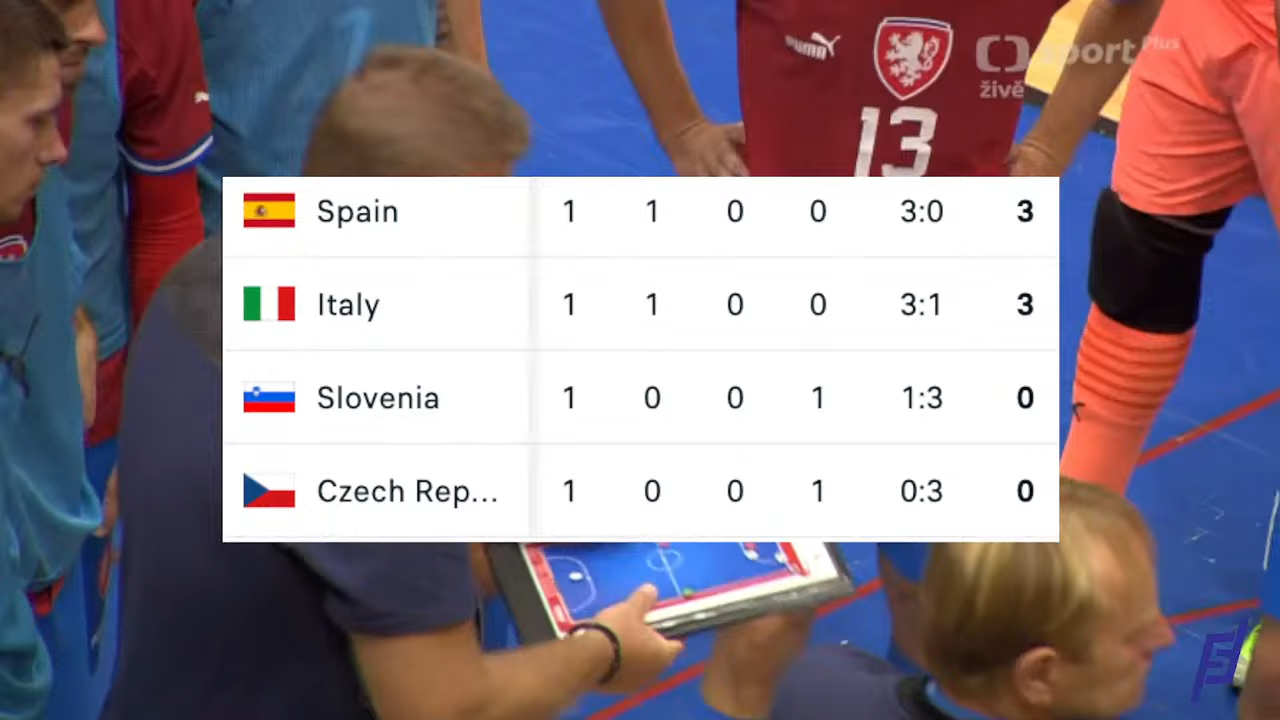 PUMA
sport Plus
živě
13
Spain 1 1 0 0 3:0 3
Italy 1 1 0 0 3:1 3
Slovenia 1 0 0 1 1:3 0
Czech Rep... 1 0 0 1 0:3 0